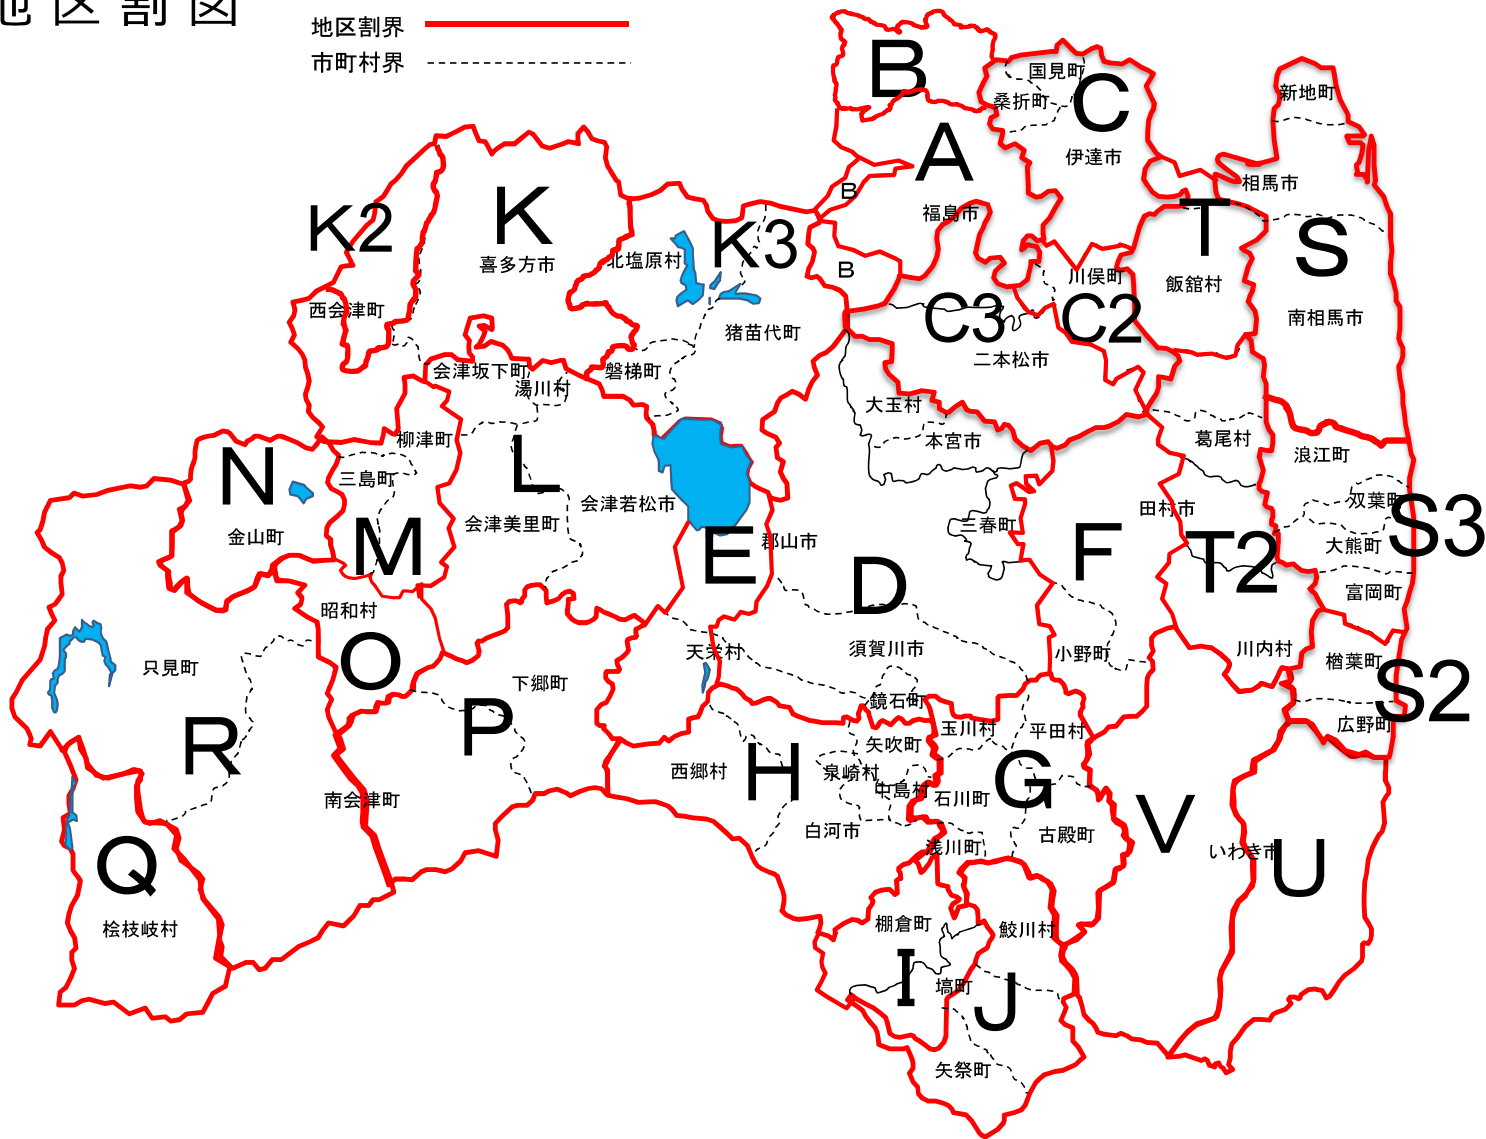 地区割図
地区割界
市町村界
B
国見町
C
桑折町
新地町
A
伊達市
K2
K
B
福島市
相馬市
T
S
喜多方市
北塩原村
K3
B
川俣町
飯舘村
西会津町
C3
C2
南相馬市
猪苗代町
二本松市
会津坂下町
湯川村
磐梯町
大玉村
柳津町
本宮市
葛尾村
浪江町
N
三島町
L
会津若松市
田村市
双葉町
S3
金山町
M
会津美里町
E
郡山市
三春町
F
T2
大熊町
D
富岡町
昭和村
O
只見町
天栄村
須賀川市
小野町
川内村
楢葉町
S2
下郷町
鏡石町
広野町
R
P
西郷村
H
矢吹町
泉崎村
中島村
玉川村
平田村
G
石川町
南会津町
白河市
浅川町
古殿町
V
いわき市
U
Q
桧枝岐村
棚倉町
鮫川村
I
塙町
J
矢祭町